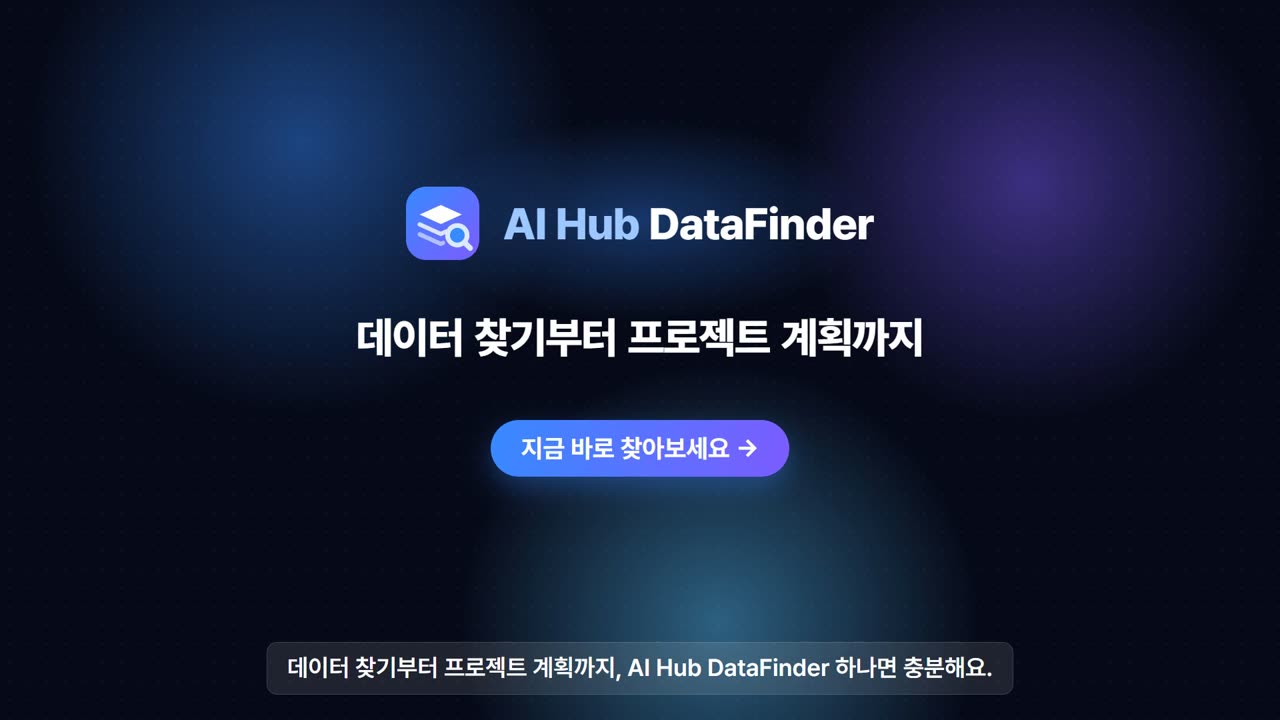 AI Hub DataFinder
데이터 찾기부터 프로젝트 계획까지
지금 바로 찾아보세요 →
데이터 찾기부터 프로젝트 계획까지, AI Hub DataFinder 하나면 충분해요.